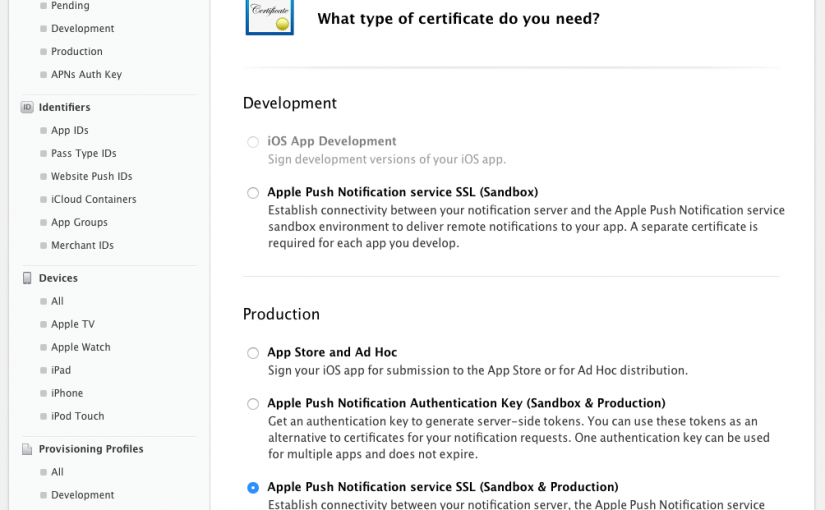 Pending
Development
Production
APNs Auth Key
ID Identifiers
App IDs
Pass Type IDs
Website Push IDs
iCloud Containers
App Groups
Merchant IDs
Devices
All
Apple TV
Apple Watch
iPad
iPhone
iPod Touch
Provisioning Profiles
All
Development
Certificate
What type of certificate do you need?
Development
iOS App Development
Sign development versions of your iOS app.
Apple Push Notification service SSL (Sandbox)
Establish connectivity between your notification server and the Apple Push Notification service
sandbox environment to deliver remote notifications to your app. A separate certificate is
required for each app you develop.
Production
App Store and Ad Hoc
Sign your iOS app for submission to the App Store or for Ad Hoc distribution.
Apple Push Notification Authentication Key (Sandbox & Production)
Get an authentication key to generate server-side tokens. You can use these tokens as an
alternative to certificates for your notification requests. One authentication key can be used
for multiple apps and does not expire.
Apple Push Notification service SSL (Sandbox & Production)
Establish connectivity between your notification server, the Apple Push Notification service